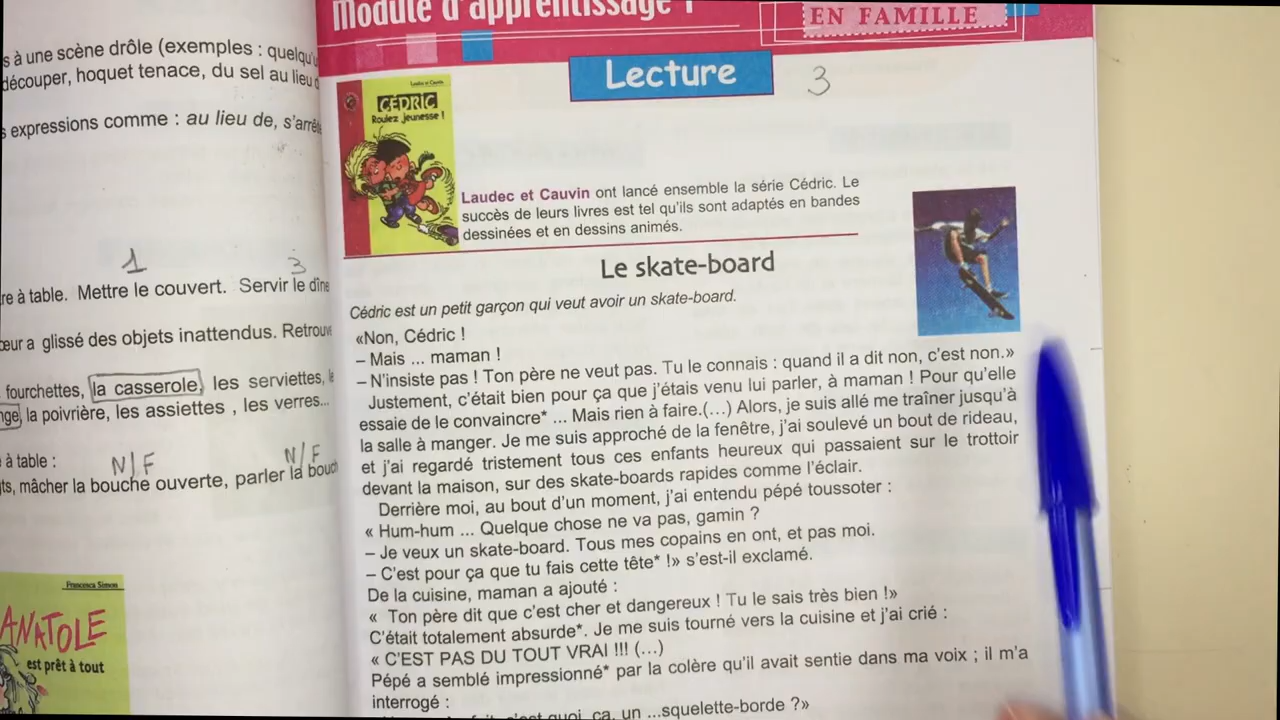 s à une scène drôle (exemples : quelqu'u
découper, hoquet tenace, du sel au lieu d
s expressions comme : au lieu de, s'arrêt
1
3
re à table. Mettre le couvert. Servir le dîne
œur a glissé des objets inattendus. Retrouv
fourchettes, la casserole, les serviettes,
nge, la poivrière, les assiettes , les verres...
à table :
N/F
N/F
ts, mâcher la bouche ouverte, parler la bouch
Francesca Simon
ANATOLE
est prêt à tout
Module d'apprentissage 1
EN FAMILLE
Lecture
3
Laudec et Cauvin
CÉDRIC
Roulez jeunesse !
Laudec et Cauvin ont lancé ensemble la série Cédric. Le
succès de leurs livres est tel qu'ils sont adaptés en bandes
dessinées et en dessins animés.
Le skate-board
Cédric est un petit garçon qui veut avoir un skate-board.
«Non, Cédric !
– Mais ... maman !
– N'insiste pas ! Ton père ne veut pas. Tu le connais : quand il a dit non, c'est non.»
Justement, c'était bien pour ça que j'étais venu lui parler, à maman ! Pour qu'elle
essaie de le convaincre* ... Mais rien à faire.(...) Alors, je suis allé me traîner jusqu'à
la salle à manger. Je me suis approché de la fenêtre, j'ai soulevé un bout de rideau,
et j'ai regardé tristement tous ces enfants heureux qui passaient sur le trottoir
devant la maison, sur des skate-boards rapides comme l'éclair.
Derrière moi, au bout d'un moment, j'ai entendu pépé toussoter :
« Hum-hum ... Quelque chose ne va pas, gamin ?
– Je veux un skate-board. Tous mes copains en ont, et pas moi.
– C'est pour ça que tu fais cette tête* !» s'est-il exclamé.
De la cuisine, maman a ajouté :
« Ton père dit que c'est cher et dangereux ! Tu le sais très bien !»
C'était totalement absurde*. Je me suis tourné vers la cuisine et j'ai crié :
« C'EST PAS DU TOUT VRAI !!! (...)
Pépé a semblé impressionné* par la colère qu'il avait sentie dans ma voix ; il m'a
interrogé :
c'est quoi, ça, un ...squelette-borde ?»